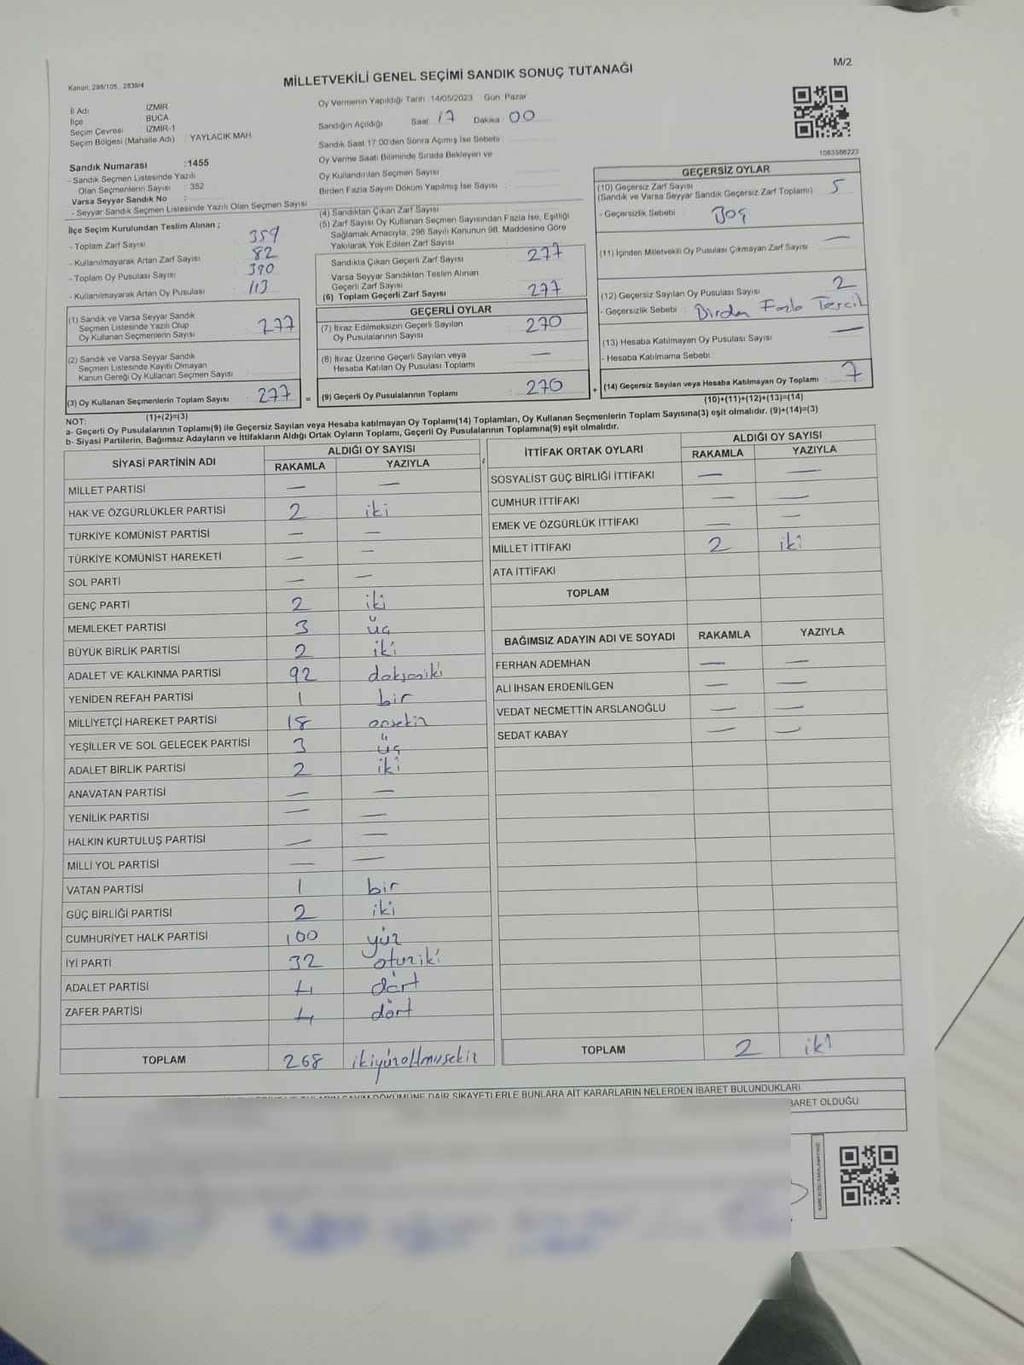 M/2
MİLLETVEKİLİ GENEL SEÇİMİ SANDIK SONUÇ TUTANAĞI
İl Adı İZMİR
İlçe BUCA
Seçim Çevresi İZMİR-1
Seçim Bölgesi (Mahalle Adı) : YAYLACIK MAH
Sandık Numarası :1455
- Sandık Seçmen Listesinde Yazılı
Olan Seçmenlerin Sayısı : 352
Varsa Seyyar Sandık No :
- Seyyar Sandık Seçmen Listesinde Yazılı Olan Seçmen Sayısı
Oy Vermenin Yapıldığı Tarih 14/05/2023 Gün Pazar
Sandığın Açıldığı Saat 17 Dakika 00
Sandık Saat 17.00'den Sonra Açılmış İse Sebebi
Oy Verme Saati Bitiminde Sırada Bekleyen ve
Oy Kullandırılan Seçmen Sayısı
Birden Fazla Sayım Döküm Yapılmış İse Sayısı
1083586223
İlçe Seçim Kurulundan Teslim Alınan ;
- Toplam Zarf Sayısı 359
- Kullanılmayarak Artan Zarf Sayısı 82
- Toplam Oy Pusulası Sayısı 390
- Kullanılmayarak Artan Oy Pusulası 113
(1) Sandık ve Varsa Seyyar Sandık
Seçmen Listesinde Yazılı Olup
Oy Kullanan Seçmenlerin Sayısı 277
(2) Sandık ve Varsa Seyyar Sandık
Seçmen Listesinde Kayıtlı Olmayan
Kanun Gereği Oy Kullanan Seçmen Sayısı
(3) Oy Kullanan Seçmenlerin Toplam Sayısı : 277 =
(1)+(2)=(3)
(4) Sandıktan Çıkan Zarf Sayısı
(5) Zarf Sayısı Oy Kullanan Seçmen Sayısından Fazla İse, Eşitliği
Sağlamak Amacıyla, 298 Sayılı Kanunun 98. Maddesine Göre
Yakılarak Yok Edilen Zarf Sayısı
Sandıkta Çıkan Geçerli Zarf Sayısı 277
Varsa Seyyar Sandıktan Teslim Alınan
Geçerli Zarf Sayısı
(6) Toplam Geçerli Zarf Sayısı 277
GEÇERLİ OYLAR
(7) İtiraz Edilmeksizin Geçerli Sayılan
Oy Pusulalarının Sayısı 270
(8) İtiraz Üzerine Geçerli Sayılan veya
Hesaba Katılan Oy Pusulası Toplamı —
(9) Geçerli Oy Pusulalarının Toplamı 270 +
GEÇERSİZ OYLAR
(10) Geçersiz Zarf Sayısı 5
(Sandık ve Varsa Seyyar Sandık Geçersiz Zarf Toplamı)
- Geçersizlik Sebebi : Boş
(11) İçinden Milletvekili Oy Pusulası Çıkmayan Zarf Sayısı —
(12) Geçersiz Sayılan Oy Pusulası Sayısı 2
- Geçersizlik Sebebi : Birden Fazla Tercih
(13) Hesaba Katılmayan Oy Pusulası Sayısı —
- Hesaba Katılmama Sebebi
(14) Geçersiz Sayılan veya Hesaba Katılmayan Oy Toplamı : 7
(10)+(11)+(12)+(13)=(14)
NOT:
a- Geçerli Oy Pusulalarının Toplamı(9) ile Geçersiz Sayılan veya Hesaba katılmayan Oy Toplamı(14) Toplamları, Oy Kullanan Seçmenlerin Toplam Sayısına(3) eşit olmalıdır. (9)+(14)=(3)
b- Siyasi Partilerin, Bağımsız Adayların ve İttifakların Aldığı Ortak Oyların Toplamı, Geçerli Oy Pusulalarının Toplamına(9) eşit olmalıdır.
SİYASİ PARTİNİN ADI ALDIĞI OY SAYISI
RAKAMLA YAZIYLA
MİLLET PARTİSİ — —
HAK VE ÖZGÜRLÜKLER PARTİSİ 2 iki
TÜRKİYE KOMÜNİST PARTİSİ — —
TÜRKİYE KOMÜNİST HAREKETİ — —
SOL PARTİ — —
GENÇ PARTİ 2 iki
MEMLEKET PARTİSİ 3 üç
BÜYÜK BİRLİK PARTİSİ 2 iki
ADALET VE KALKINMA PARTİSİ 92 doksaniki
YENİDEN REFAH PARTİSİ 1 bir
MİLLİYETÇİ HAREKET PARTİSİ 18 onsekiz
YEŞİLLER VE SOL GELECEK PARTİSİ 3 üç
ADALET BİRLİK PARTİSİ 2 iki
ANAVATAN PARTİSİ — —
YENİLİK PARTİSİ — —
HALKIN KURTULUŞ PARTİSİ — —
MİLLİ YOL PARTİSİ — —
VATAN PARTİSİ 1 bir
GÜÇ BİRLİĞİ PARTİSİ 2 iki
CUMHURİYET HALK PARTİSİ 100 yüz
İYİ PARTİ 32 otuziki
ADALET PARTİSİ 4 dört
ZAFER PARTİSİ 4 dört
TOPLAM 268 ikiyüzaltmışsekiz
İTTİFAK ORTAK OYLARI ALDIĞI OY SAYISI
RAKAMLA YAZIYLA
SOSYALİST GÜÇ BİRLİĞİ İTTİFAKI — —
CUMHUR İTTİFAKI — —
EMEK VE ÖZGÜRLÜK İTTİFAKI — —
MİLLET İTTİFAKI 2 iki
ATA İTTİFAKI
TOPLAM
BAĞIMSIZ ADAYIN ADI VE SOYADI RAKAMLA YAZIYLA
FERHAN ADEMHAN — —
ALİ İHSAN ERDENİLGEN — —
VEDAT NECMETTİN ARSLANOĞLU — —
SEDAT KABAY — —
TOPLAM 2 iki
DAİR ŞİKAYETLERLE BUNLARA AİT KARARLARIN NELERDEN İBARET BULUNDUKLARI
BARET OLDUĞU